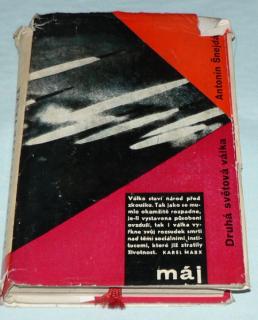 Válka staví národ před
zkoušku. Tak jako se mu-
mie okamžitě rozpadne,
je-li vystavena působení
ovzduší, tak i válka vy-
řkne svůj rozsudek smrti
nad těmi sociálními insti-
tucemi, které již ztratily
životnost. KAREL MARX
máj
Druhá světová válka
Antonín Šnejdá